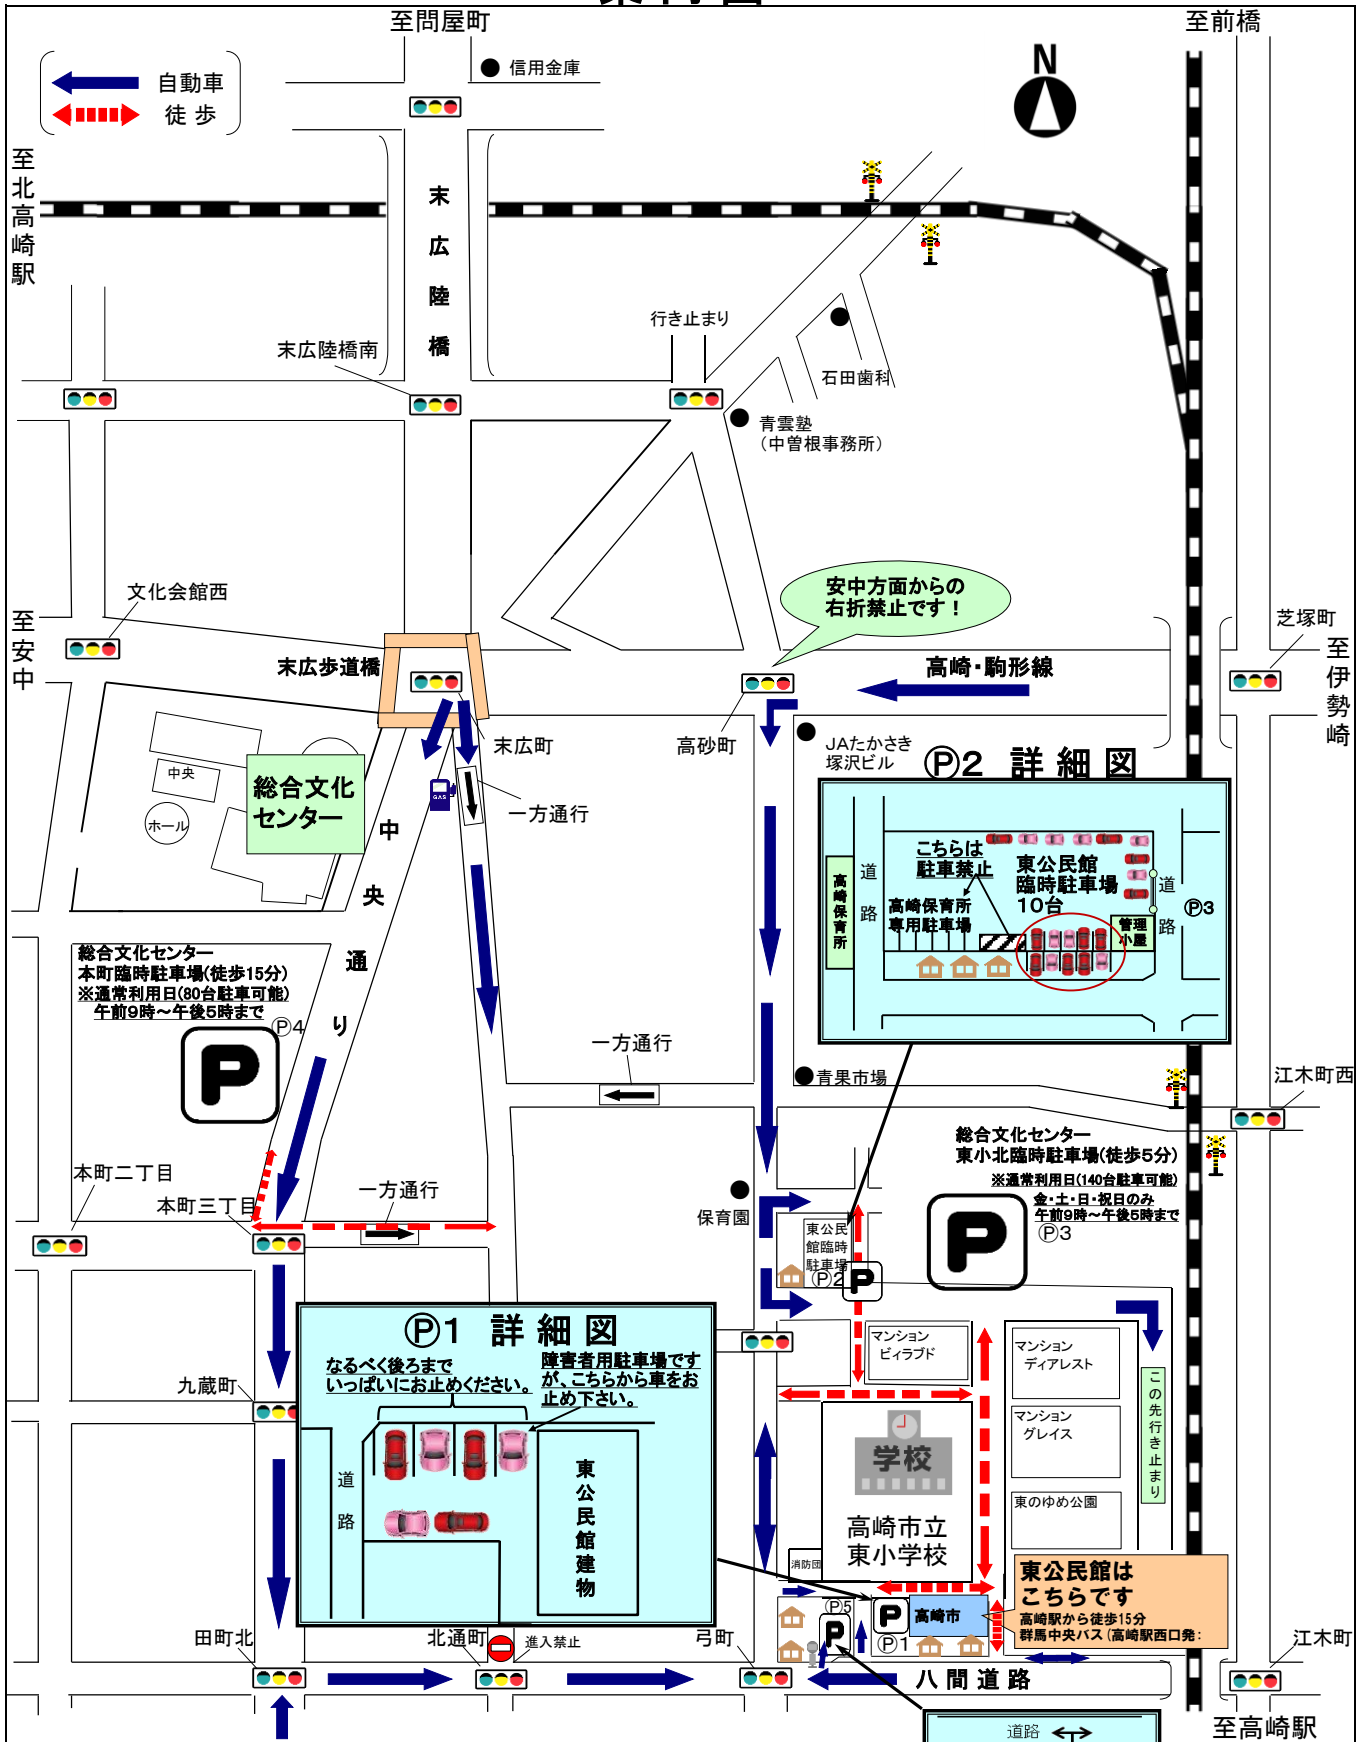 至問屋町
至前橋
自動車
徒歩
信用金庫
N
至北高崎駅
末広陸橋
行き止まり
末広陸橋南
石田歯科
青雲塾
（中曽根事務所）
安中方面からの
右折禁止です！
文化会館西
芝塚町
至安中
末広歩道橋
高崎・駒形線
至伊勢崎
末広町
高砂町
JAたかさき
塚沢ビル
中央
ホール
総合文化
センター
GAS
一方通行
中央通り
Ⓟ2 詳細図
高崎保育所
道路
こちらは
駐車禁止
高崎保育所
専用駐車場
東公民館
臨時駐車場
10台
管理
小屋
道路
Ⓟ3
総合文化センター
本町臨時駐車場(徒歩15分)
※通常利用日(80台駐車可能)
午前9時～午後5時まで
Ⓟ4
P
一方通行
青果市場
江木町西
総合文化センター
東小北臨時駐車場(徒歩5分)
※通常利用日(140台駐車可能)
金・土・日・祝日のみ
午前9時～午後5時まで
Ⓟ3
P
本町二丁目
本町三丁目
一方通行
保育園
東公民
館臨時
駐車場
Ⓟ2
P
Ⓟ1 詳細図
なるべく後ろまで
いっぱいにお止めください。
障害者用駐車場です
が、こちらから車をお
止め下さい。
道路
東公民館建物
九蔵町
マンション
ビィラブド
マンション
ディアレスト
マンション
グレイス
東のゆめ公園
この先行き止まり
学校
高崎市立
東小学校
消防団
東公民館は
こちらです
高崎駅から徒歩15分
群馬中央バス(高崎駅西口発:
Ⓟ5
P
P
Ⓟ1
高崎市
田町北
北通町
進入禁止
弓町
八間道路
江木町
道路
至高崎駅